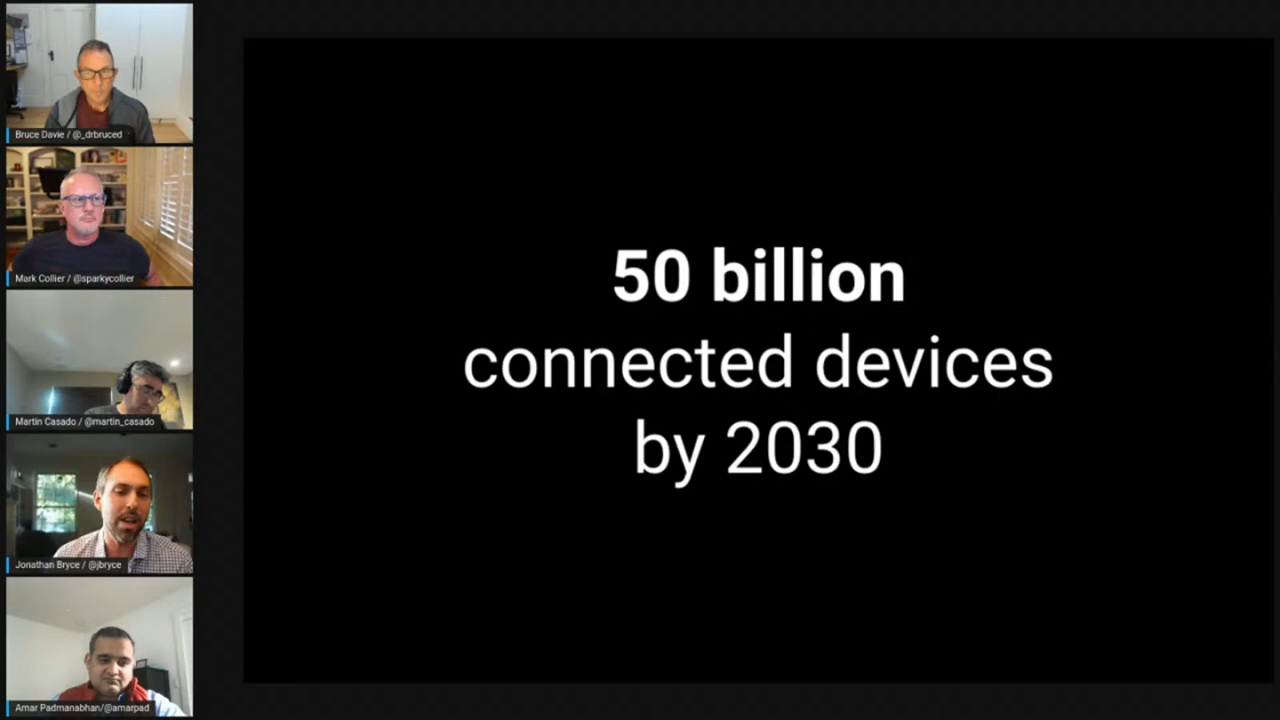 Bruce Davie / @_drbruced
Mark Collier / @sparkycollier
Martin Casado / @martin_casado
Jonathan Bryce / @jbryce
Amar Padmanabhan/@amarpad
50 billion
connected devices
by 2030